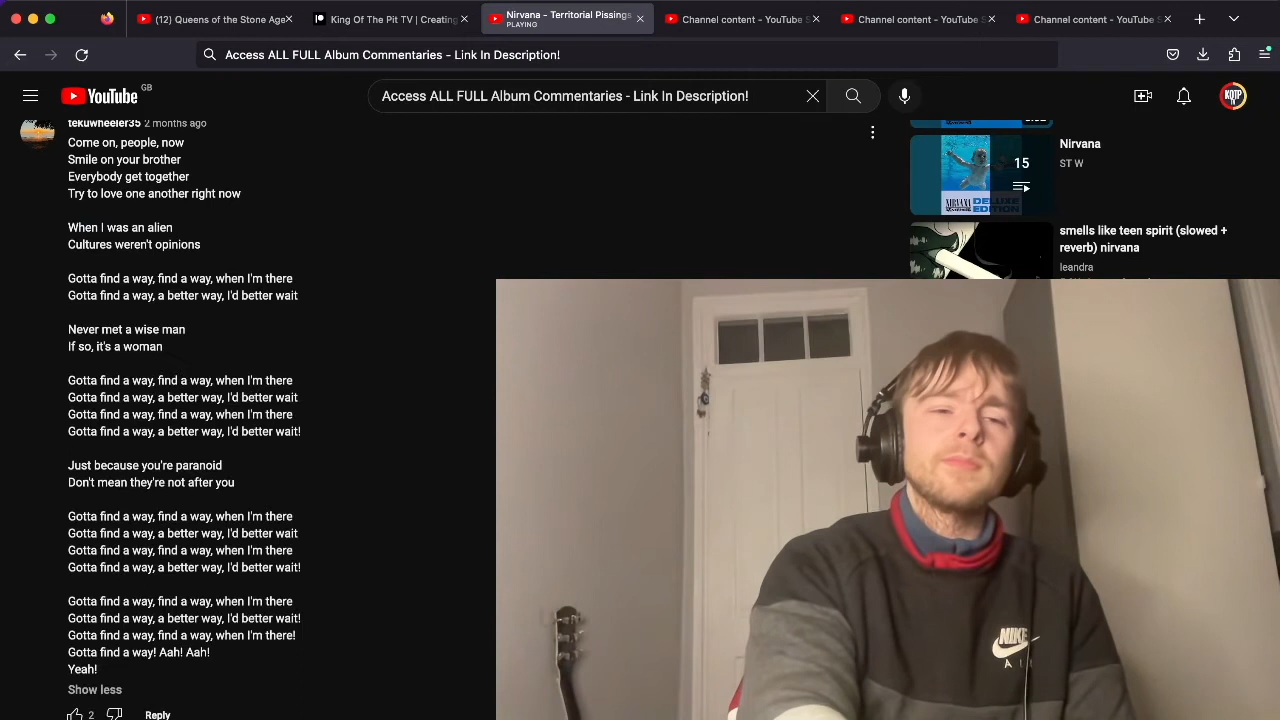 (12) Queens of the Stone Age
King Of The Pit TV | Creating
Nirvana - Territorial Pissings
PLAYING
Channel content - YouTube S
Channel content - YouTube S
Channel content - YouTube S
Access ALL FULL Album Commentaries - Link In Description!
YouTube GB
Access ALL FULL Album Commentaries - Link In Description!
KOTP
TV
tekuwheeler35 2 months ago
Come on, people, now
Smile on your brother
Everybody get together
Try to love one another right now
When I was an alien
Cultures weren't opinions
Gotta find a way, find a way, when I'm there
Gotta find a way, a better way, I'd better wait
Never met a wise man
If so, it's a woman
Gotta find a way, find a way, when I'm there
Gotta find a way, a better way, I'd better wait
Gotta find a way, find a way, when I'm there
Gotta find a way, a better way, I'd better wait!
Just because you're paranoid
Don't mean they're not after you
Gotta find a way, find a way, when I'm there
Gotta find a way, a better way, I'd better wait
Gotta find a way, find a way, when I'm there
Gotta find a way, a better way, I'd better wait!
Gotta find a way, find a way, when I'm there
Gotta find a way, a better way, I'd better wait!
Gotta find a way, find a way, when I'm there!
Gotta find a way! Aah! Aah!
Yeah!
Show less
2
Reply
15
NIRVANA
DELUXE
EDITION
Nirvana
ST W
smells like teen spirit (slowed +
reverb) nirvana
leandra
NIKE